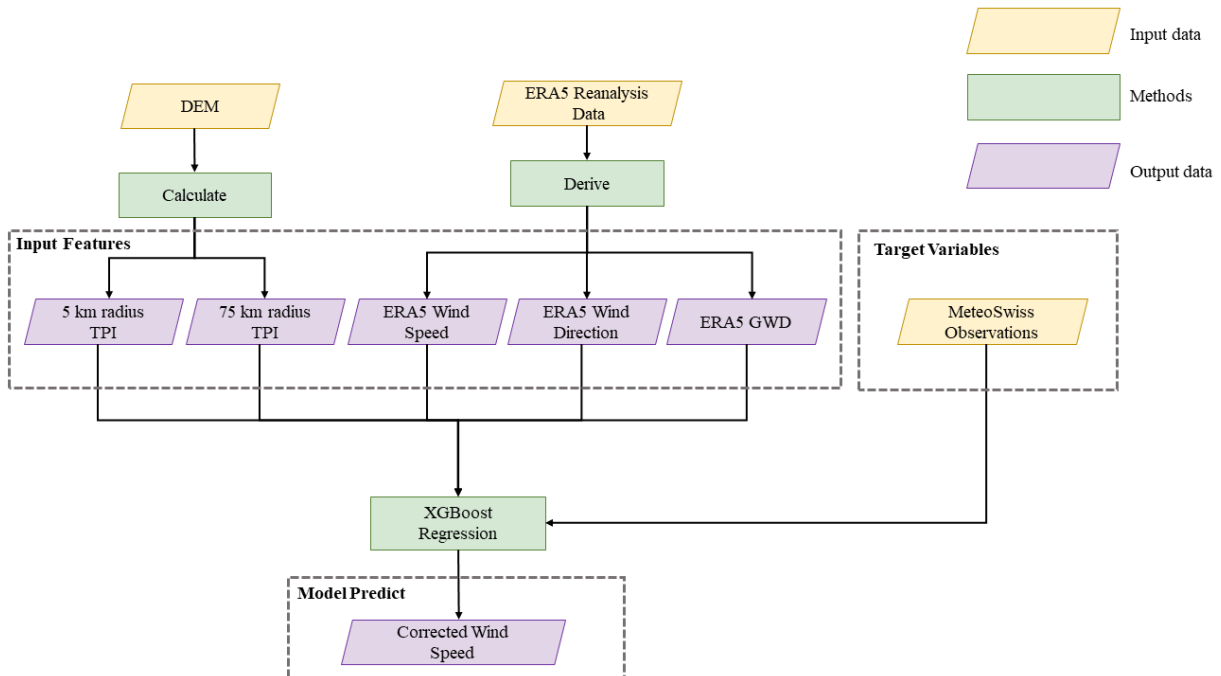 Input data
Methods
Output data
DEM
ERA5 Reanalysis
Data
Calculate
Derive
Input Features
Target Variables
5 km radius
TPI
75 km radius
TPI
ERA5 Wind
Speed
ERA5 Wind
Direction
ERA5 GWD
MeteoSwiss
Observations
XGBoost
Regression
Model Predict
Corrected Wind
Speed